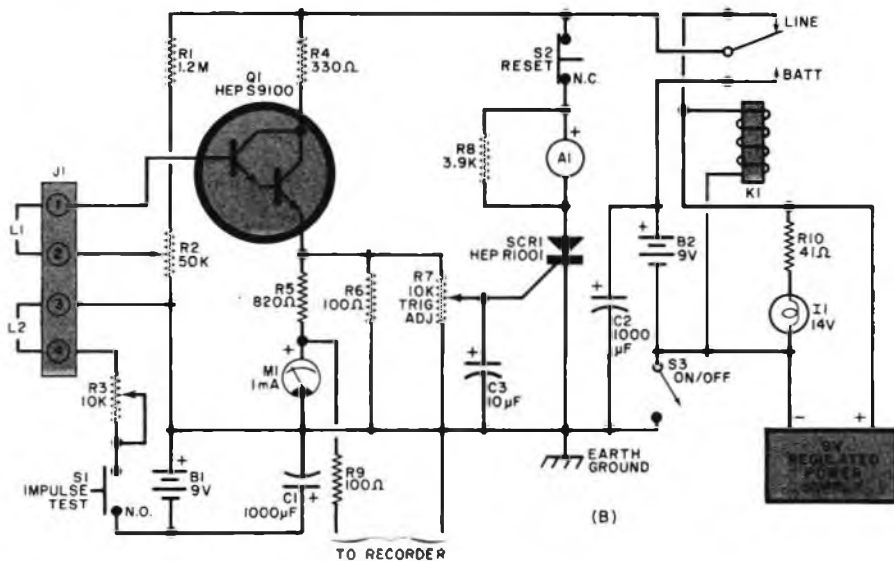 LINE
BATT
R1
1.2M
R4
330Ω
Q1
HEP S9100
S2
RESET
N.C.
R8
3.9K
+
A1
K1
J1
1
2
3
4
L1
L2
R2
50K
SCR1
HEP R1001
+
B2
9V
R10
41Ω
R5
820Ω
R6
100Ω
R7
10K
TRIG
ADJ
+
C2
1000
µF
I1
14V
R3
10K
+
M1
1mA
+
C3
10µF
S3
ON/OFF
- +
REGULATED
POWER
S1
IMPULSE
TEST
N.O.
+
B1
9V
C1
1000µF
+
R9
100Ω
EARTH
GROUND
(B)
TO RECORDER